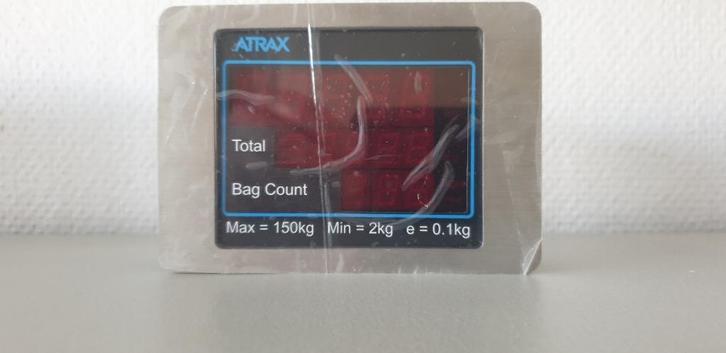 ATRAX
Total
Bag Count
Max = 150kg Min = 2kg e = 0.1kg